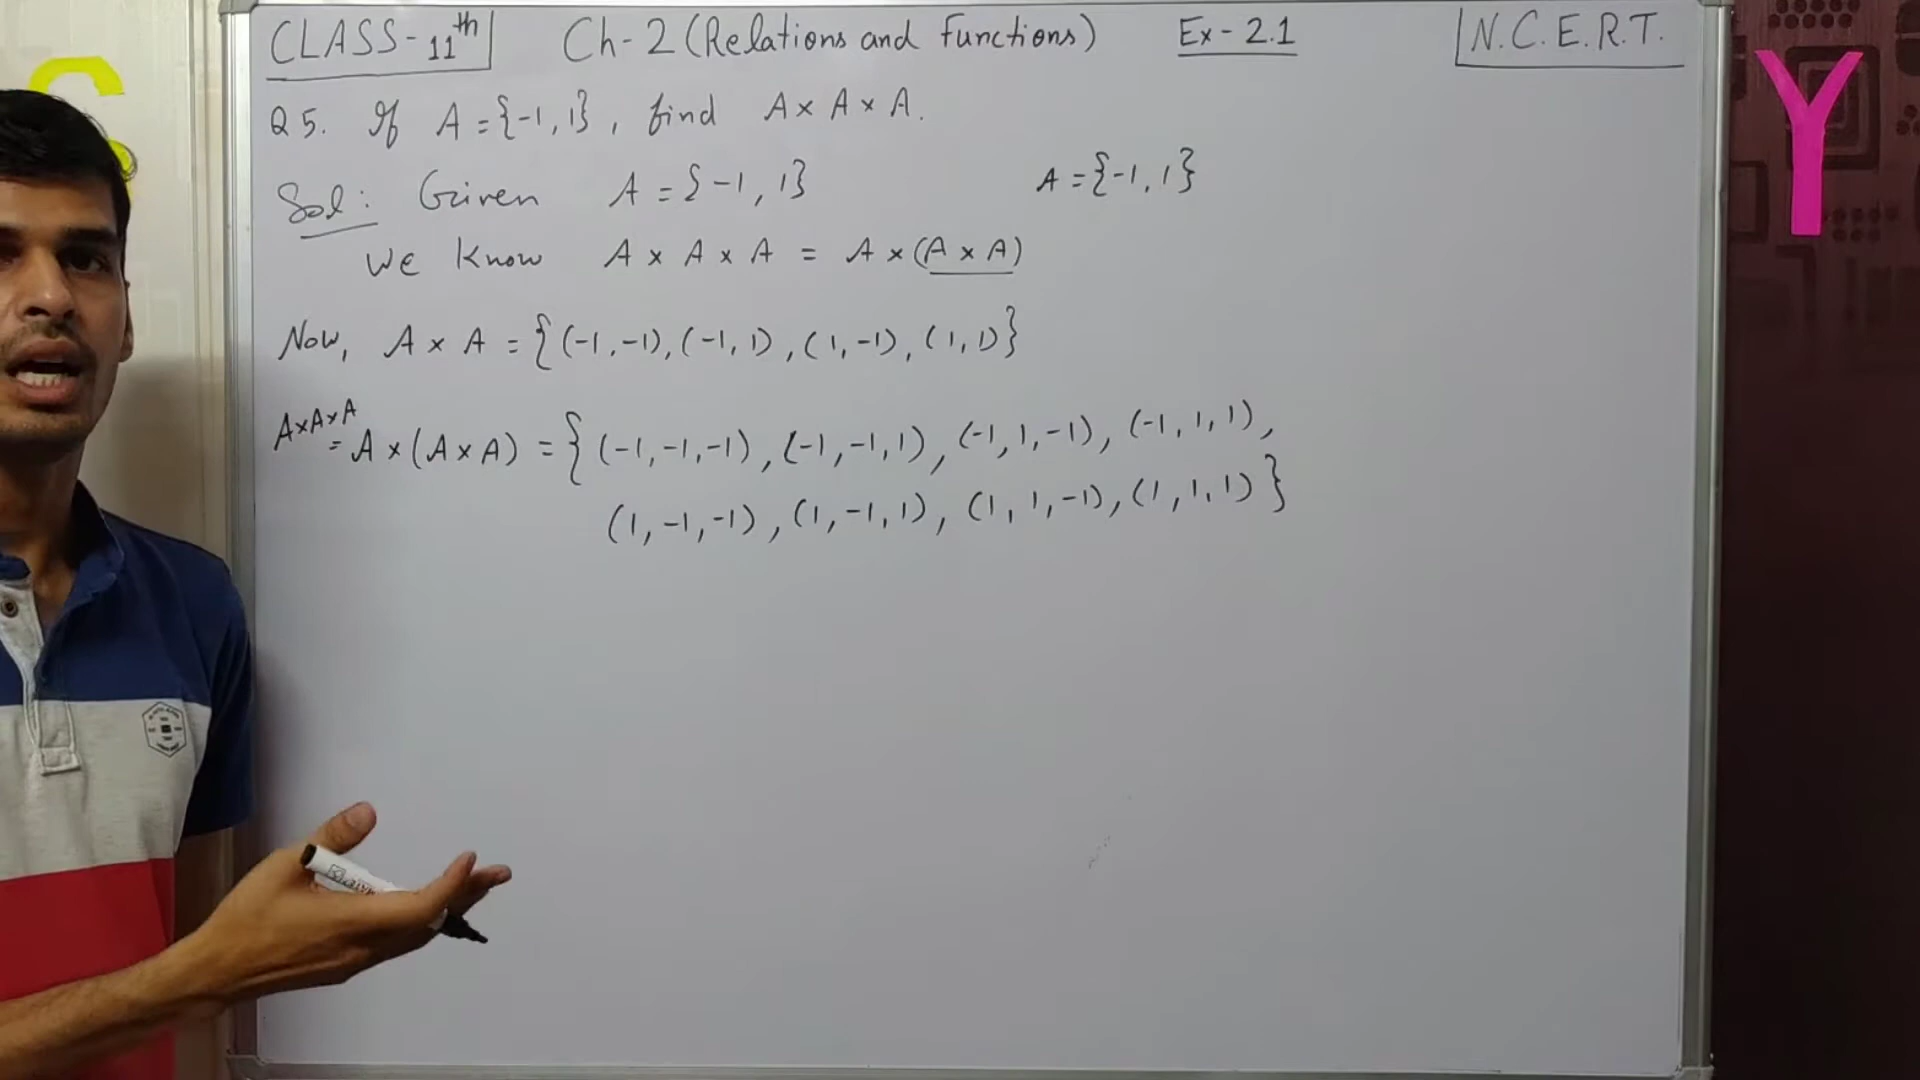 CLASS-11th Ch-2 (Relations and Functions) Ex-2.1 N.C.E.R.T.
Y
Q5. If A = {-1, 1}, find A × A × A.
Sol: Given A = {-1, 1} A = {-1, 1}
We Know A × A × A = A × (A × A)
Now, A × A = {(-1,-1), (-1, 1), (1,-1), (1, 1)}
A×A×A
= A × (A × A) = {(-1,-1,-1), (-1,-1,1), (-1,1,-1), (-1,1,1),
(1,-1,-1), (1,-1,1), (1,1,-1), (1,1,1)}